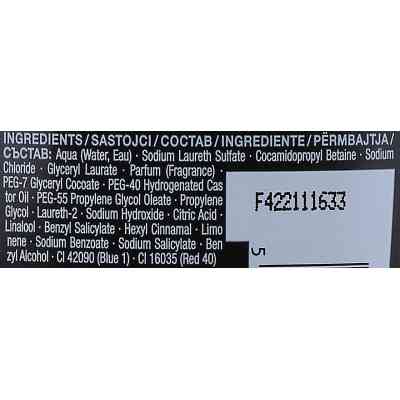 INGREDIENTS / SASTOJCI / СОСТАВ / INGREDIENTE / PËRMBAJTJA /
СЪСТАВ: Aqua (Water, Eau) · Sodium Laureth Sulfate · Cocamidopropyl Betaine · Sodium
Chloride · Glyceryl Laurate · Parfum (Fragrance) ·
PEG-7 Glyceryl Cocoate · PEG-40 Hydrogenated Cas
tor Oil · PEG-55 Propylene Glycol Oleate · Propylene
Glycol · Laureth-2 · Sodium Hydroxide · Citric Acid ·
Linalool · Benzyl Salicylate · Hexyl Cinnamal · Limo
nene · Sodium Benzoate · Sodium Salicylate · Ben
zyl Alcohol · CI 42090 (Blue 1) · CI 16035 (Red 40)
F422111633
5